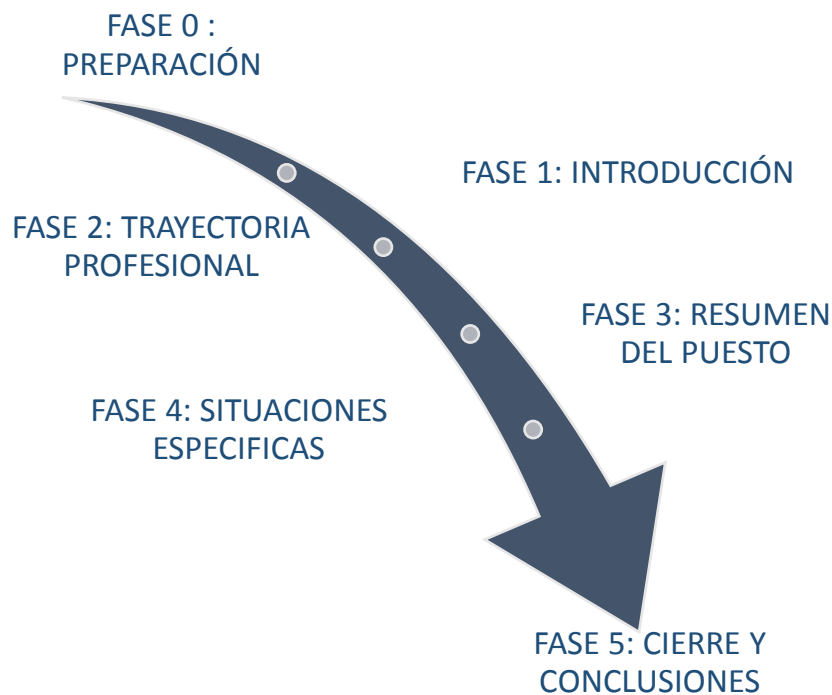 FASE 0 :
PREPARACIÓN
FASE 1: INTRODUCCIÓN
FASE 2: TRAYECTORIA
PROFESIONAL
FASE 3: RESUMEN
DEL PUESTO
FASE 4: SITUACIONES
ESPECIFICAS
FASE 5: CIERRE Y
CONCLUSIONES